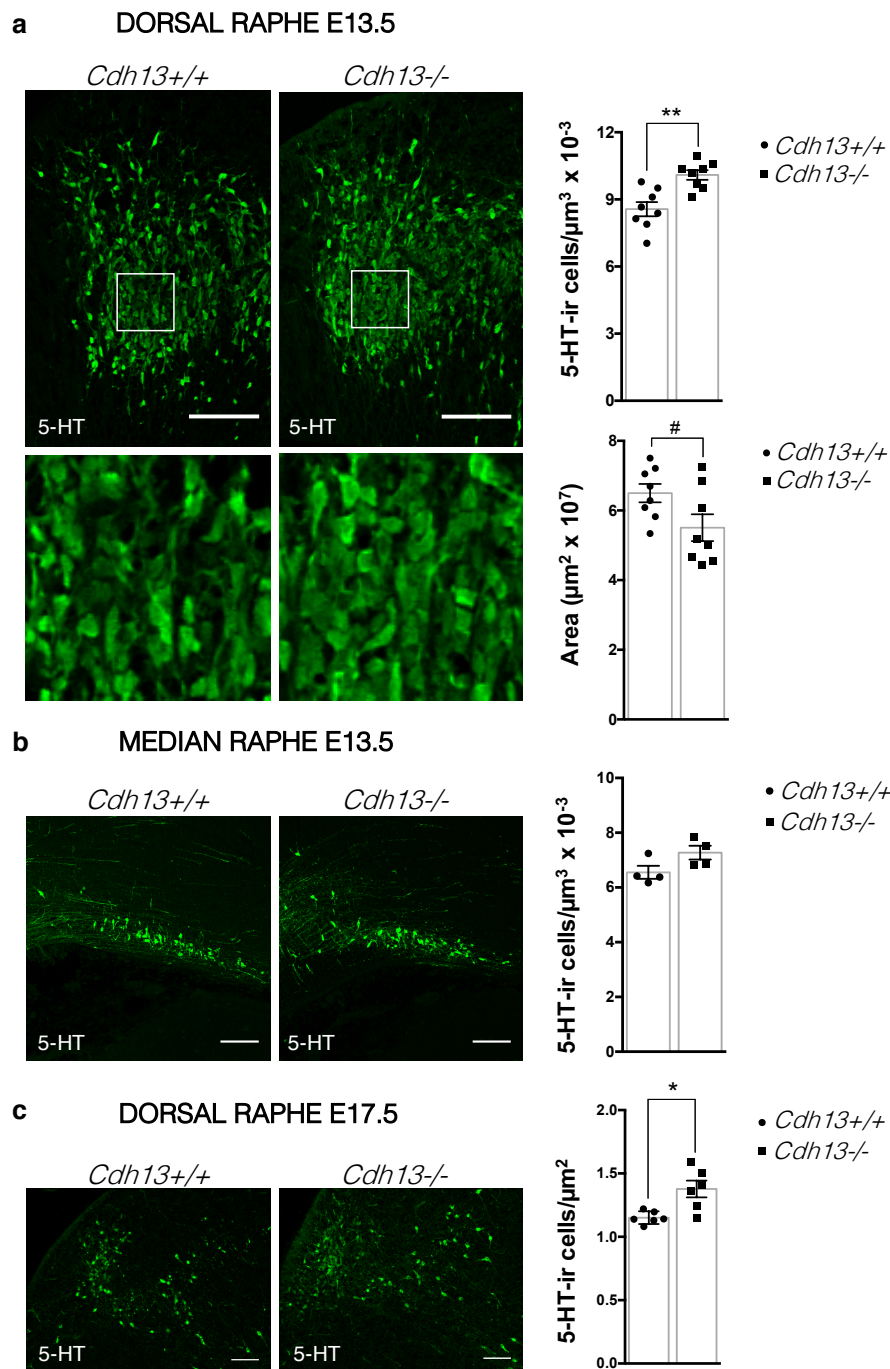 a DORSAL RAPHE E13.5
Cdh13+/+ Cdh13-/-
5-HT 5-HT
5-HT-ir cells/µm³ x 10⁻³
12
9
6
3
0
**
• Cdh13+/+
■ Cdh13-/-
Area (µm² x 10⁷)
8
6
4
2
0
#
• Cdh13+/+
■ Cdh13-/-
b MEDIAN RAPHE E13.5
Cdh13+/+ Cdh13-/-
5-HT 5-HT
5-HT-ir cells/µm³ x 10⁻³
10
8
6
4
2
0
• Cdh13+/+
■ Cdh13-/-
c DORSAL RAPHE E17.5
Cdh13+/+ Cdh13-/-
5-HT 5-HT
5-HT-ir cells/µm²
2.0
1.5
1.0
0.5
0.0
*
• Cdh13+/+
■ Cdh13-/-